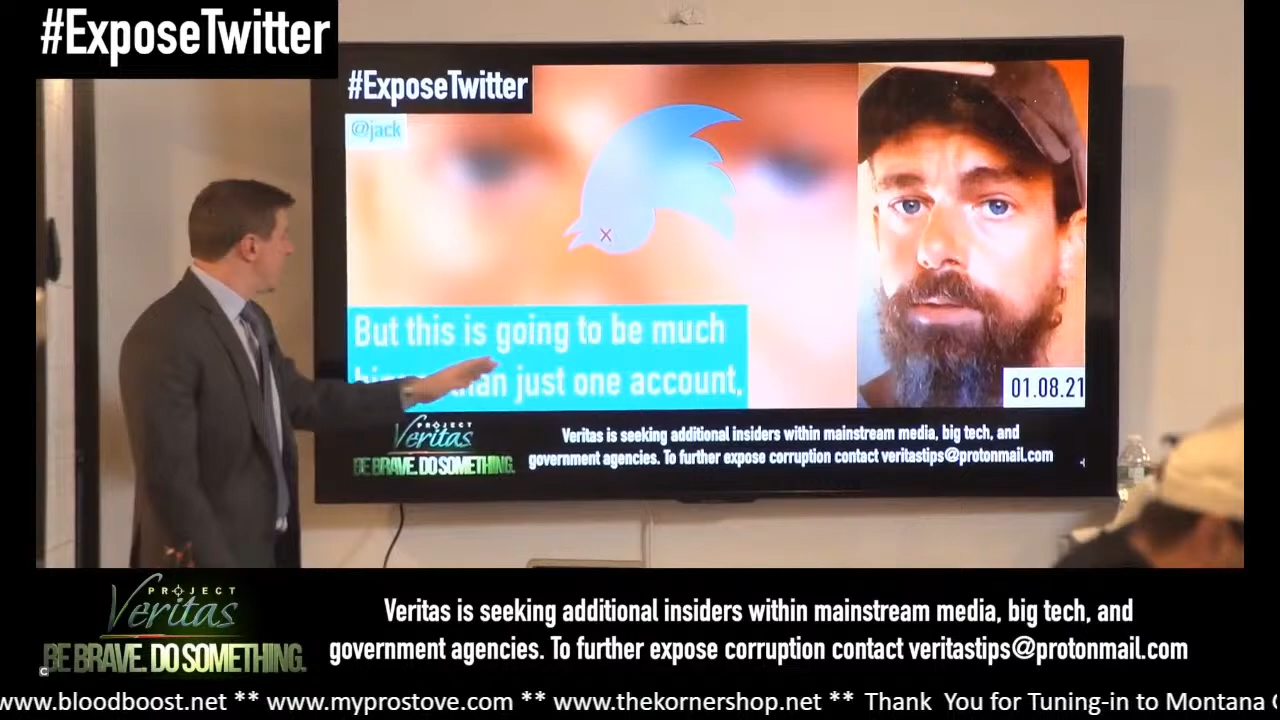 #ExposeTwitter
#ExposeTwitter
@jack
But this is going to be much
than just one account,
01.08.21
PROJECT
Veritas
BE BRAVE. DO SOMETHING.
Veritas is seeking additional insiders within mainstream media, big tech, and
government agencies. To further expose corruption contact veritastips@protonmail.com
PROJECT
Veritas
BE BRAVE. DO SOMETHING.
Veritas is seeking additional insiders within mainstream media, big tech, and
government agencies. To further expose corruption contact veritastips@protonmail.com
www.bloodboost.net ** www.myprostove.com ** www.thekornershop.net ** Thank You for Tuning-in to Montana